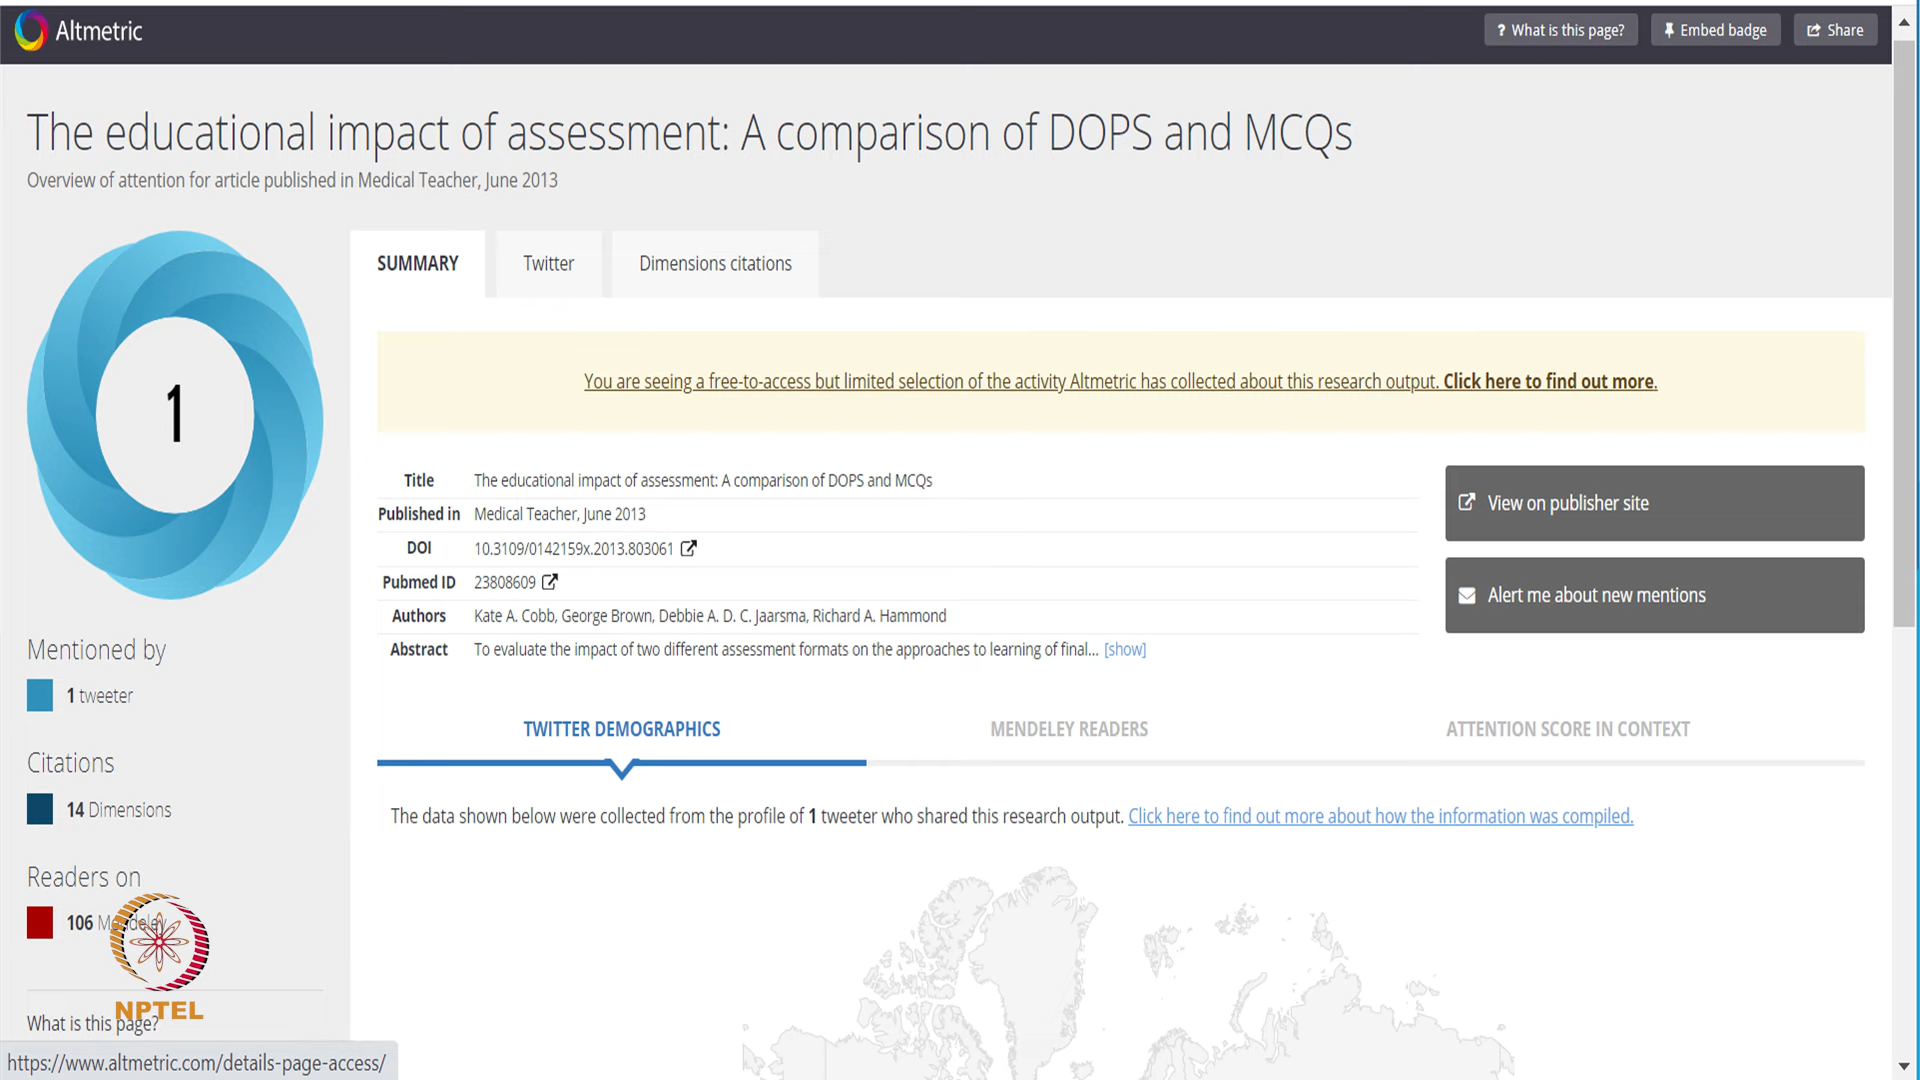 Altmetric
? What is this page?
Embed badge
Share
The educational impact of assessment: A comparison of DOPS and MCQs
Overview of attention for article published in Medical Teacher, June 2013
1
SUMMARY
Twitter
Dimensions citations
You are seeing a free-to-access but limited selection of the activity Altmetric has collected about this research output. Click here to find out more.
Title The educational impact of assessment: A comparison of DOPS and MCQs
Published in Medical Teacher, June 2013
DOI 10.3109/0142159x.2013.803061
Pubmed ID 23808609
Authors Kate A. Cobb, George Brown, Debbie A. D. C. Jaarsma, Richard A. Hammond
Abstract To evaluate the impact of two different assessment formats on the approaches to learning of final... [show]
View on publisher site
Alert me about new mentions
Mentioned by
1 tweeter
Citations
14 Dimensions
Readers on
106 Mendeley
What is this page?
TWITTER DEMOGRAPHICS
MENDELEY READERS
ATTENTION SCORE IN CONTEXT
The data shown below were collected from the profile of 1 tweeter who shared this research output. Click here to find out more about how the information was compiled.
NPTEL
https://www.altmetric.com/details-page-access/